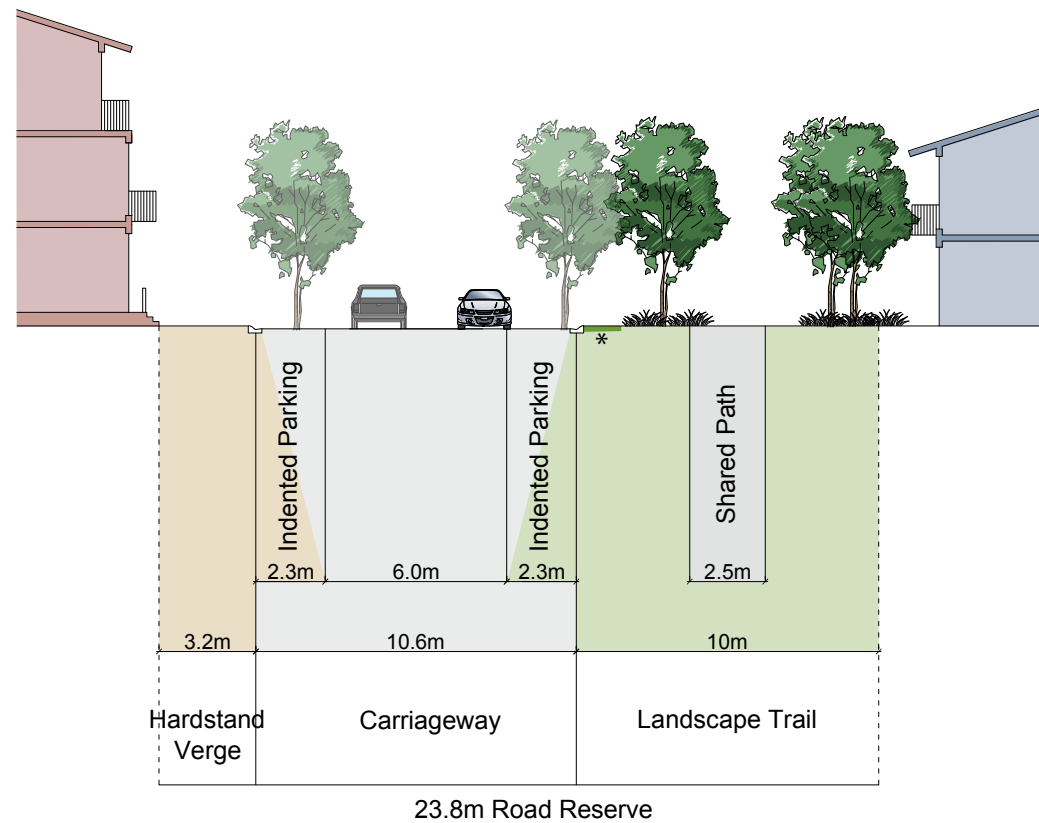 *
Indented Parking
Indented Parking
Shared Path
2.3m
6.0m
2.3m
2.5m
3.2m
10.6m
10m
Hardstand
Verge
Carriageway
Landscape Trail
23.8m Road Reserve